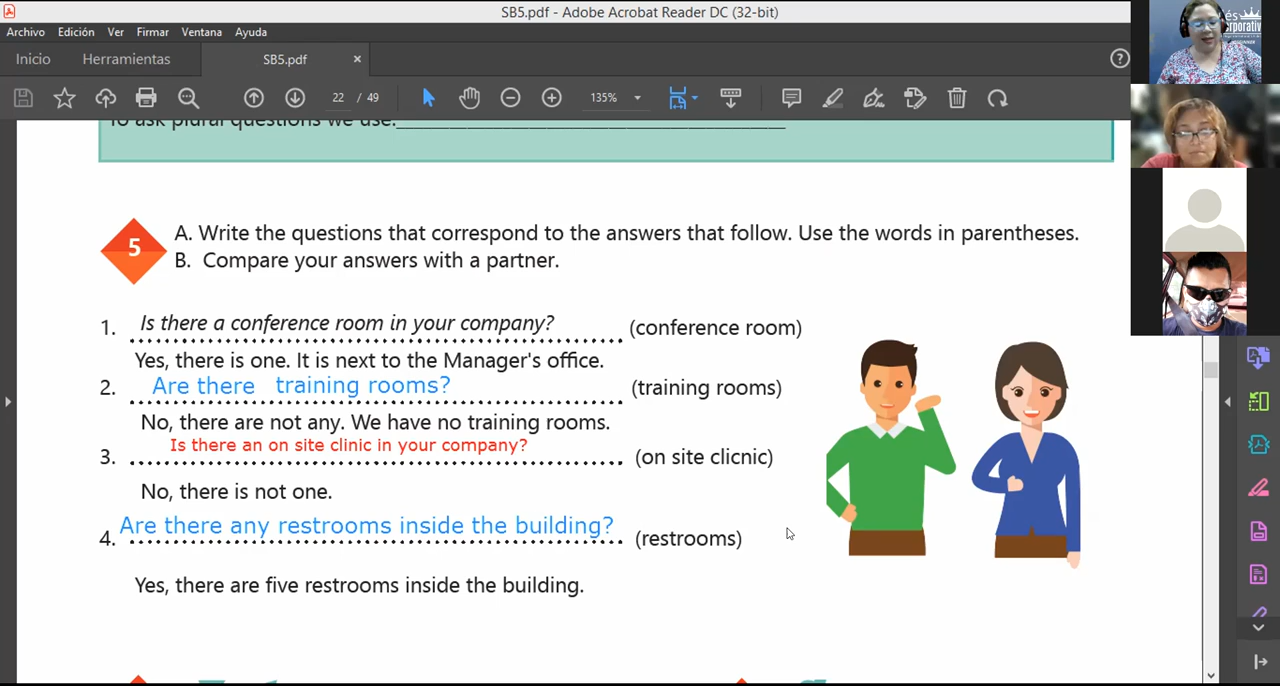 SB5.pdf - Adobe Acrobat Reader DC (32-bit)
Archivo Edición Ver Firmar Ventana Ayuda
Inicio Herramientas SB5.pdf × ?
22 / 49 135%
To ask plural questions we use:
5
A. Write the questions that correspond to the answers that follow. Use the words in parentheses.
B. Compare your answers with a partner.
1. Is there a conference room in your company? (conference room)
Yes, there is one. It is next to the Manager's office.
2. Are there training rooms? (training rooms)
No, there are not any. We have no training rooms.
Is there an on site clinic in your company?
3. (on site clicnic)
No, there is not one.
Are there any restrooms inside the building?
4. (restrooms)
Yes, there are five restrooms inside the building.